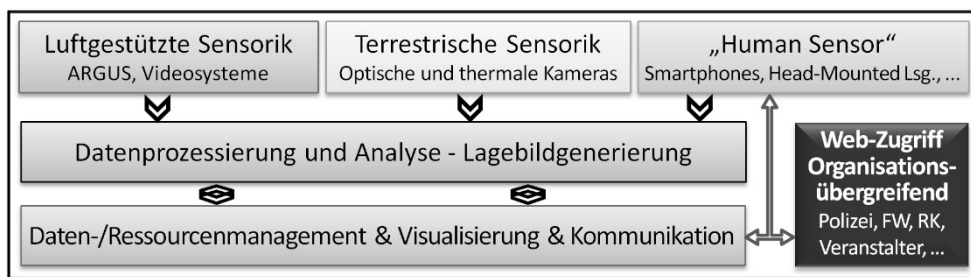 Luftgestützte Sensorik
ARGUS, Videosysteme
Terrestrische Sensorik
Optische und thermale Kameras
„Human Sensor“
Smartphones, Head-Mounted Lsg., ...
Datenprozessierung und Analyse - Lagebildgenerierung
Daten-/Ressourcenmanagement & Visualisierung & Kommunikation
Web-Zugriff
Organisations-
übergreifend
Polizei, FW, RK,
Veranstalter, ...